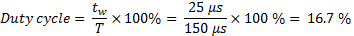 Duty cycle = t_w/T × 100% = 25 μs/150 μs × 100 % = 16.7 %